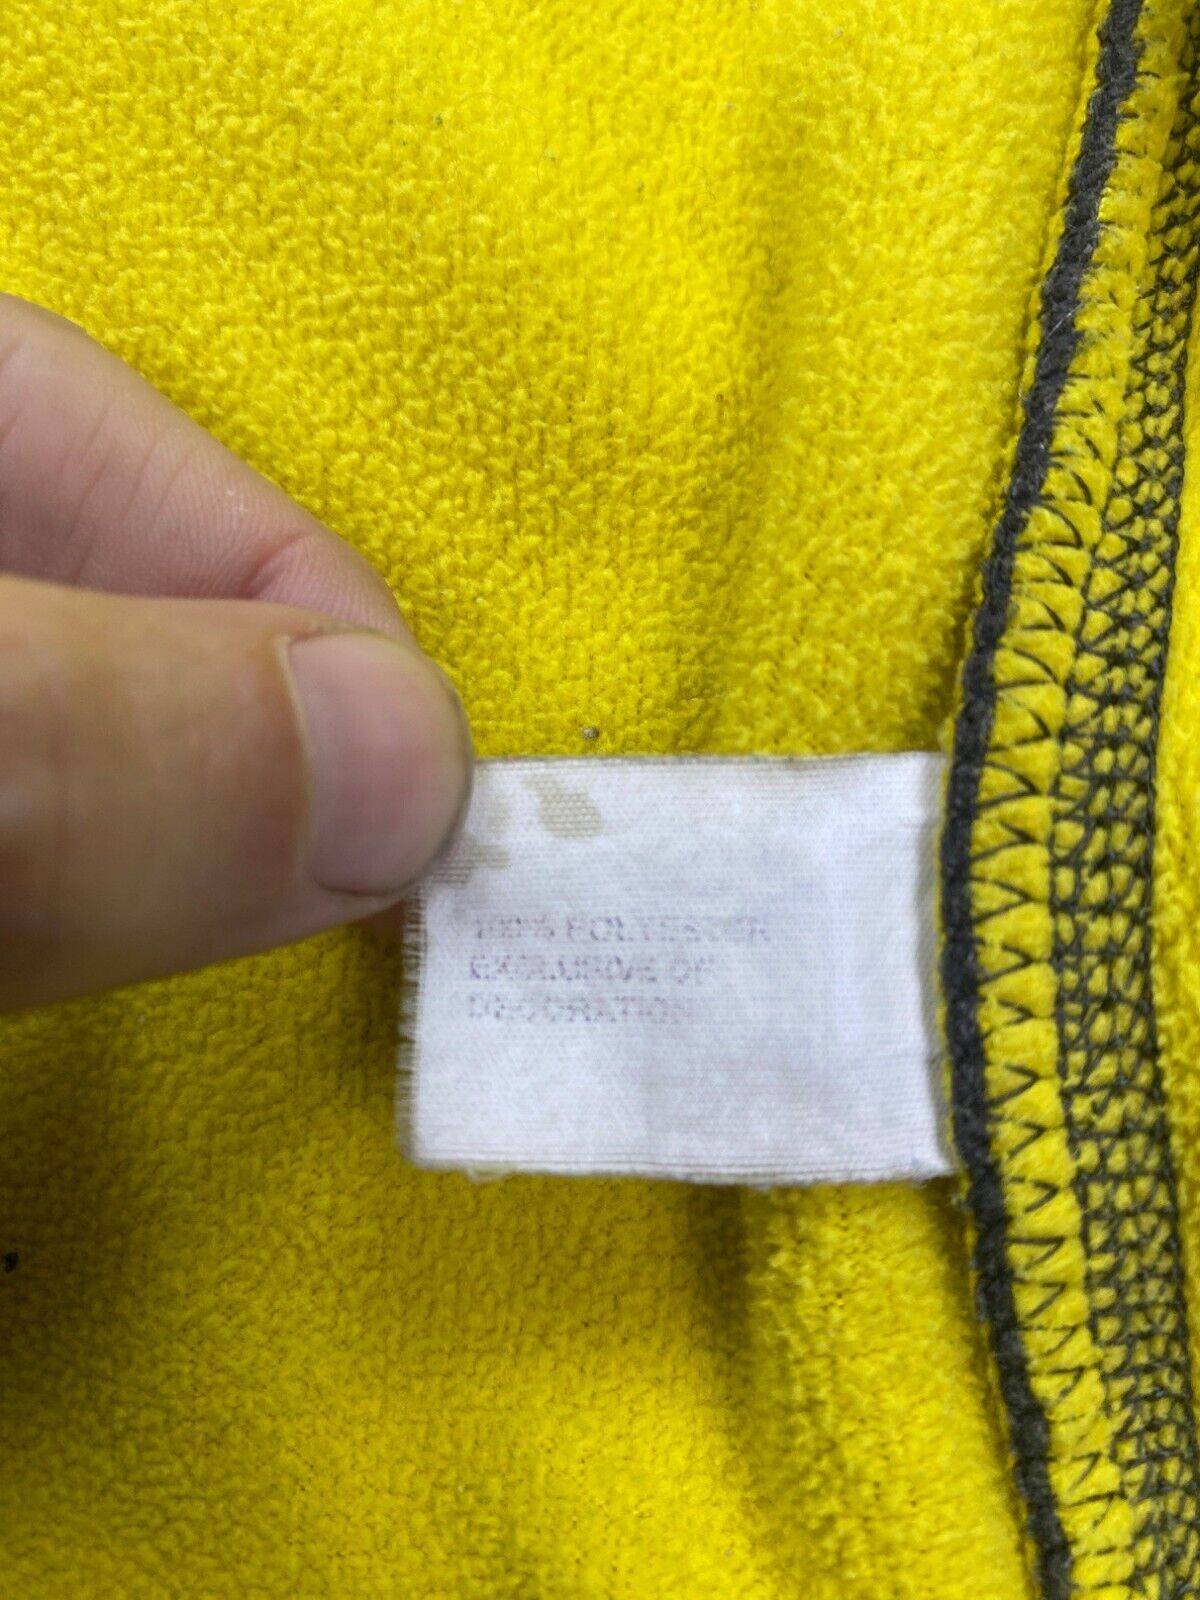 100% POLYESTER
EXCLUSIVE OF
DECORATION